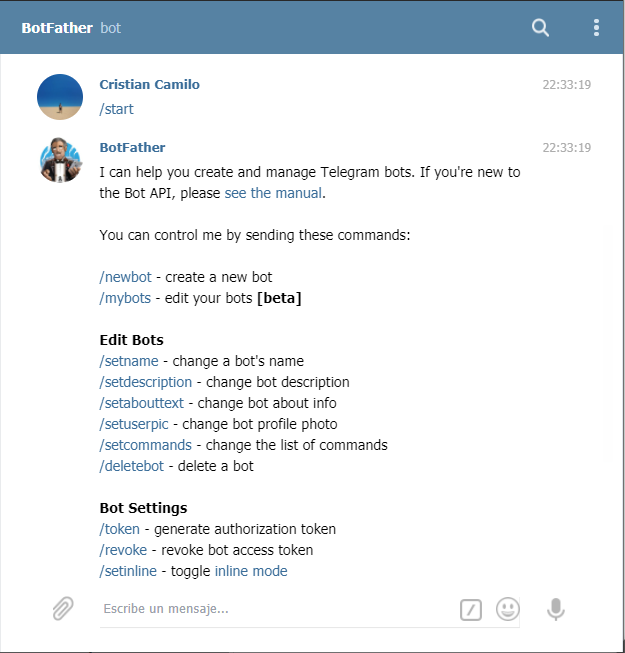 BotFather bot
Cristian Camilo 22:33:19
/start
BotFather 22:33:19
I can help you create and manage Telegram bots. If you're new to
the Bot API, please see the manual.
You can control me by sending these commands:
/newbot - create a new bot
/mybots - edit your bots [beta]
Edit Bots
/setname - change a bot's name
/setdescription - change bot description
/setabouttext - change bot about info
/setuserpic - change bot profile photo
/setcommands - change the list of commands
/deletebot - delete a bot
Bot Settings
/token - generate authorization token
/revoke - revoke bot access token
/setinline - toggle inline mode
Escribe un mensaje...